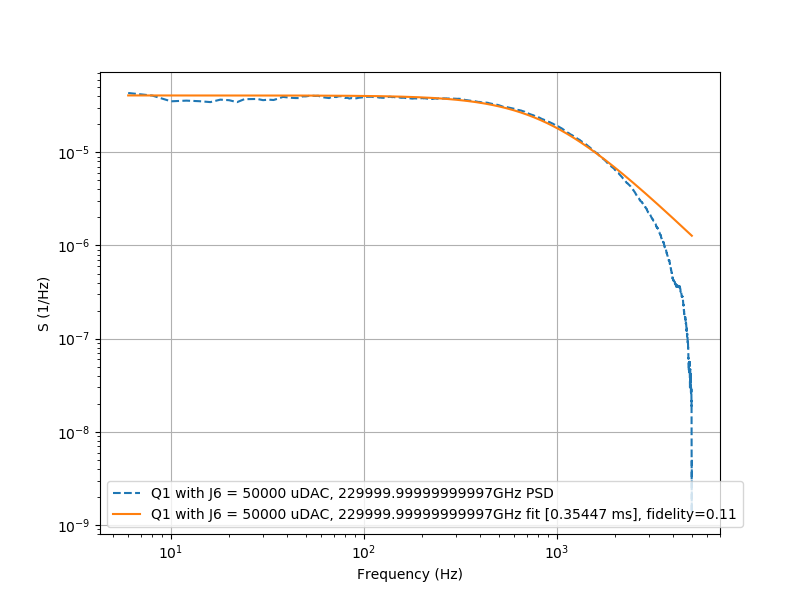 S (1/Hz)
10⁻⁵
10⁻⁶
10⁻⁷
10⁻⁸
10⁻⁹
Q1 with J6 = 50000 uDAC, 229999.99999999997GHz PSD
Q1 with J6 = 50000 uDAC, 229999.99999999997GHz fit [0.35447 ms], fidelity=0.11
10¹ 10² 10³
Frequency (Hz)